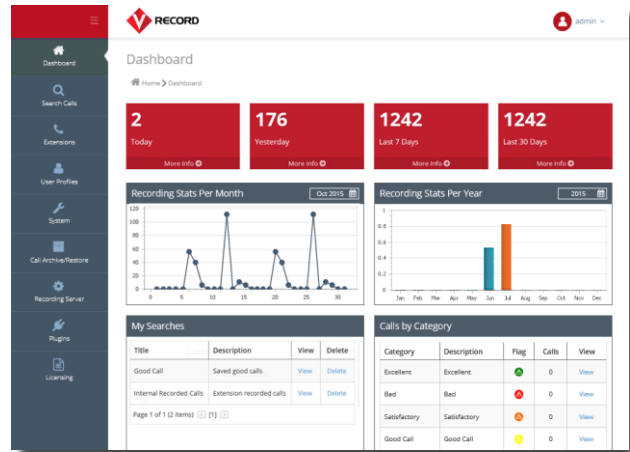 RECORD
admin
Dashboard
Dashboard
Home > Dashboard
Search Calls
Extensions
User Profiles
System
Call Archive/Restore
Recording Server
Plugins
Licensing
2
Today
More Info
176
Yesterday
More Info
1242
Last 7 Days
More Info
1242
Last 30 Days
More Info
Recording Stats Per Month
Oct 2015
120
100
80
60
40
20
0
0 5 10 15 20 25 30
Recording Stats Per Year
2015
1
0.8
0.6
0.4
0.2
0
Jan Feb Mar Apr May Jun Jul Aug Sep Oct Nov Dec
My Searches
Title Description View Delete
Good Call Saved good calls View Delete
Internal Recorded Calls Extension recorded calls View Delete
Page 1 of 1 (2 items) < [1] >
Calls by Category
Category Description Flag Calls View
Excellent Excellent 0 View
Bad Bad 0 View
Satisfactory Satisfactory 0 View
Good Call Good Call 0 View